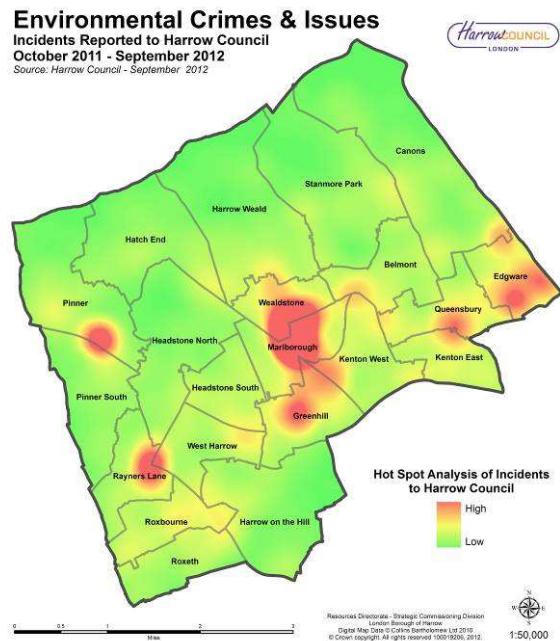 Environmental Crimes & Issues
Incidents Reported to Harrow Council
October 2011 - September 2012
Source: Harrow Council - September 2012
HarrowCOUNCIL
LONDON
Canons
Stanmore Park
Harrow Weald
Hatch End
Belmont
Edgware
Pinner
Wealdstone
Queensbury
Headstone North
Marlborough
Kenton West
Kenton East
Headstone South
Pinner South
Greenhill
West Harrow
Rayners Lane
Roxbourne
Harrow on the Hill
Roxeth
Hot Spot Analysis of Incidents
to Harrow Council
High
Low
0 0.5 1 2 3
Miles
Resources Directorate - Strategic Commissioning Division
London Borough of Harrow
Digital Map Data © Collins Bartholomew Ltd 2010
© Crown copyright. All rights reserved 100019206, 2012.
N
W E
S
1:50,000